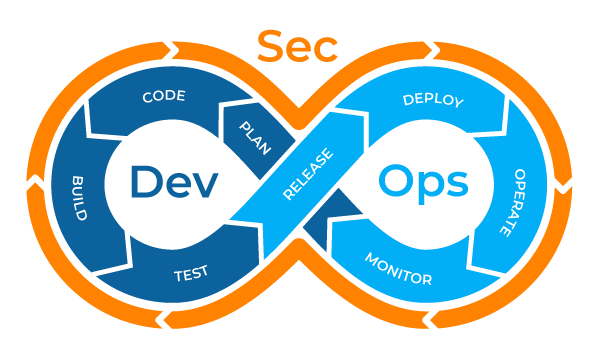 Sec
Dev
Ops
PLAN
CODE
BUILD
TEST
RELEASE
DEPLOY
OPERATE
MONITOR